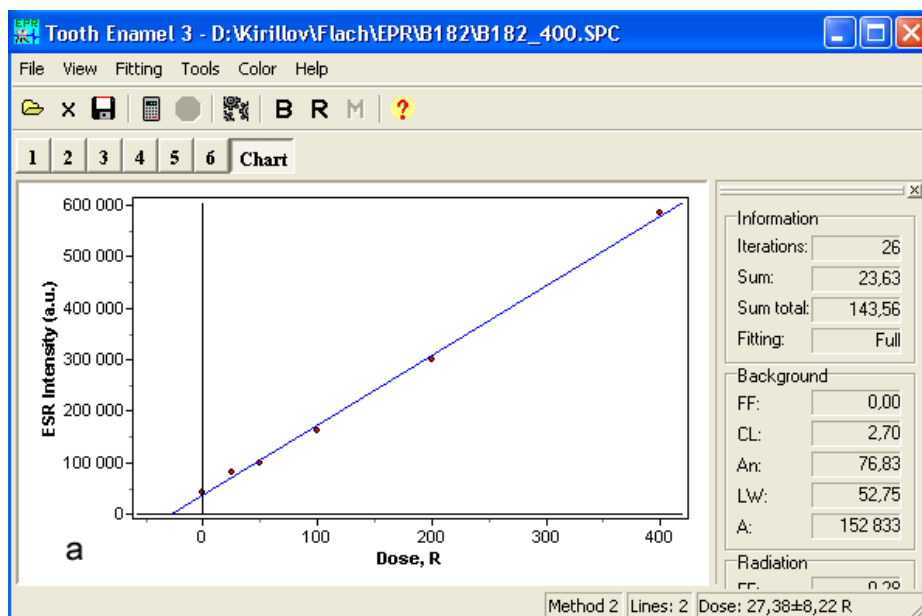 EPR
Tooth Enamel 3 - D:\Kirillov\Flach\EPR\B182\B182_400.SPC
File View Fitting Tools Color Help
B R M ?
1 2 3 4 5 6 Chart
600 000
500 000
400 000
300 000
200 000
100 000
0
ESR Intensity (a.u.)
0 100 200 300 400
Dose, R
a
Information
Iterations: 26
Sum: 23,63
Sum total: 143,56
Fitting: Full
Background
FF: 0,00
CL: 2,70
An: 76,83
LW: 52,75
A: 152 833
Radiation
Method 2 Lines: 2 Dose: 27,38±8,22 R